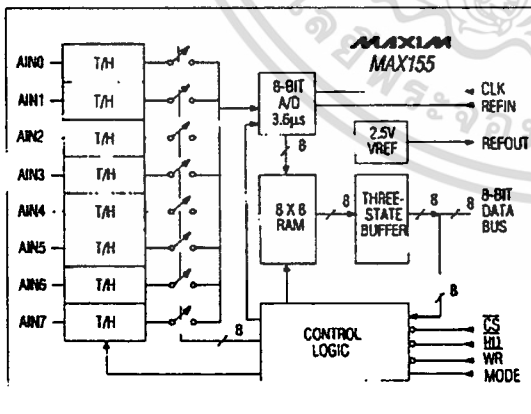 MAXIM
MAX155
AIN0
T/H
AIN1
T/H
AIN2
T/H
AIN3
T/H
AIN4
T/H
AIN5
T/H
AIN6
T/H
AIN7
T/H
8
8-BIT
A/D
3.6µs
8
CLK
REFIN
2.5V
VREF
REFOUT
8 X 8
RAM
8
THREE-
STATE
BUFFER
8
8
8-BIT
DATA
BUS
8
CONTROL
LOGIC
CS
WR
MODE